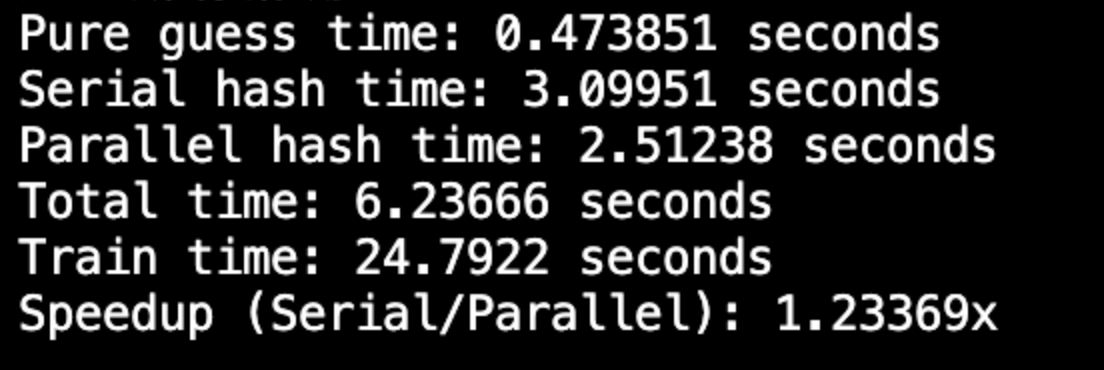 Pure guess time: 0.473851 seconds
Serial hash time: 3.09951 seconds
Parallel hash time: 2.51238 seconds
Total time: 6.23666 seconds
Train time: 24.7922 seconds
Speedup (Serial/Parallel): 1.23369x